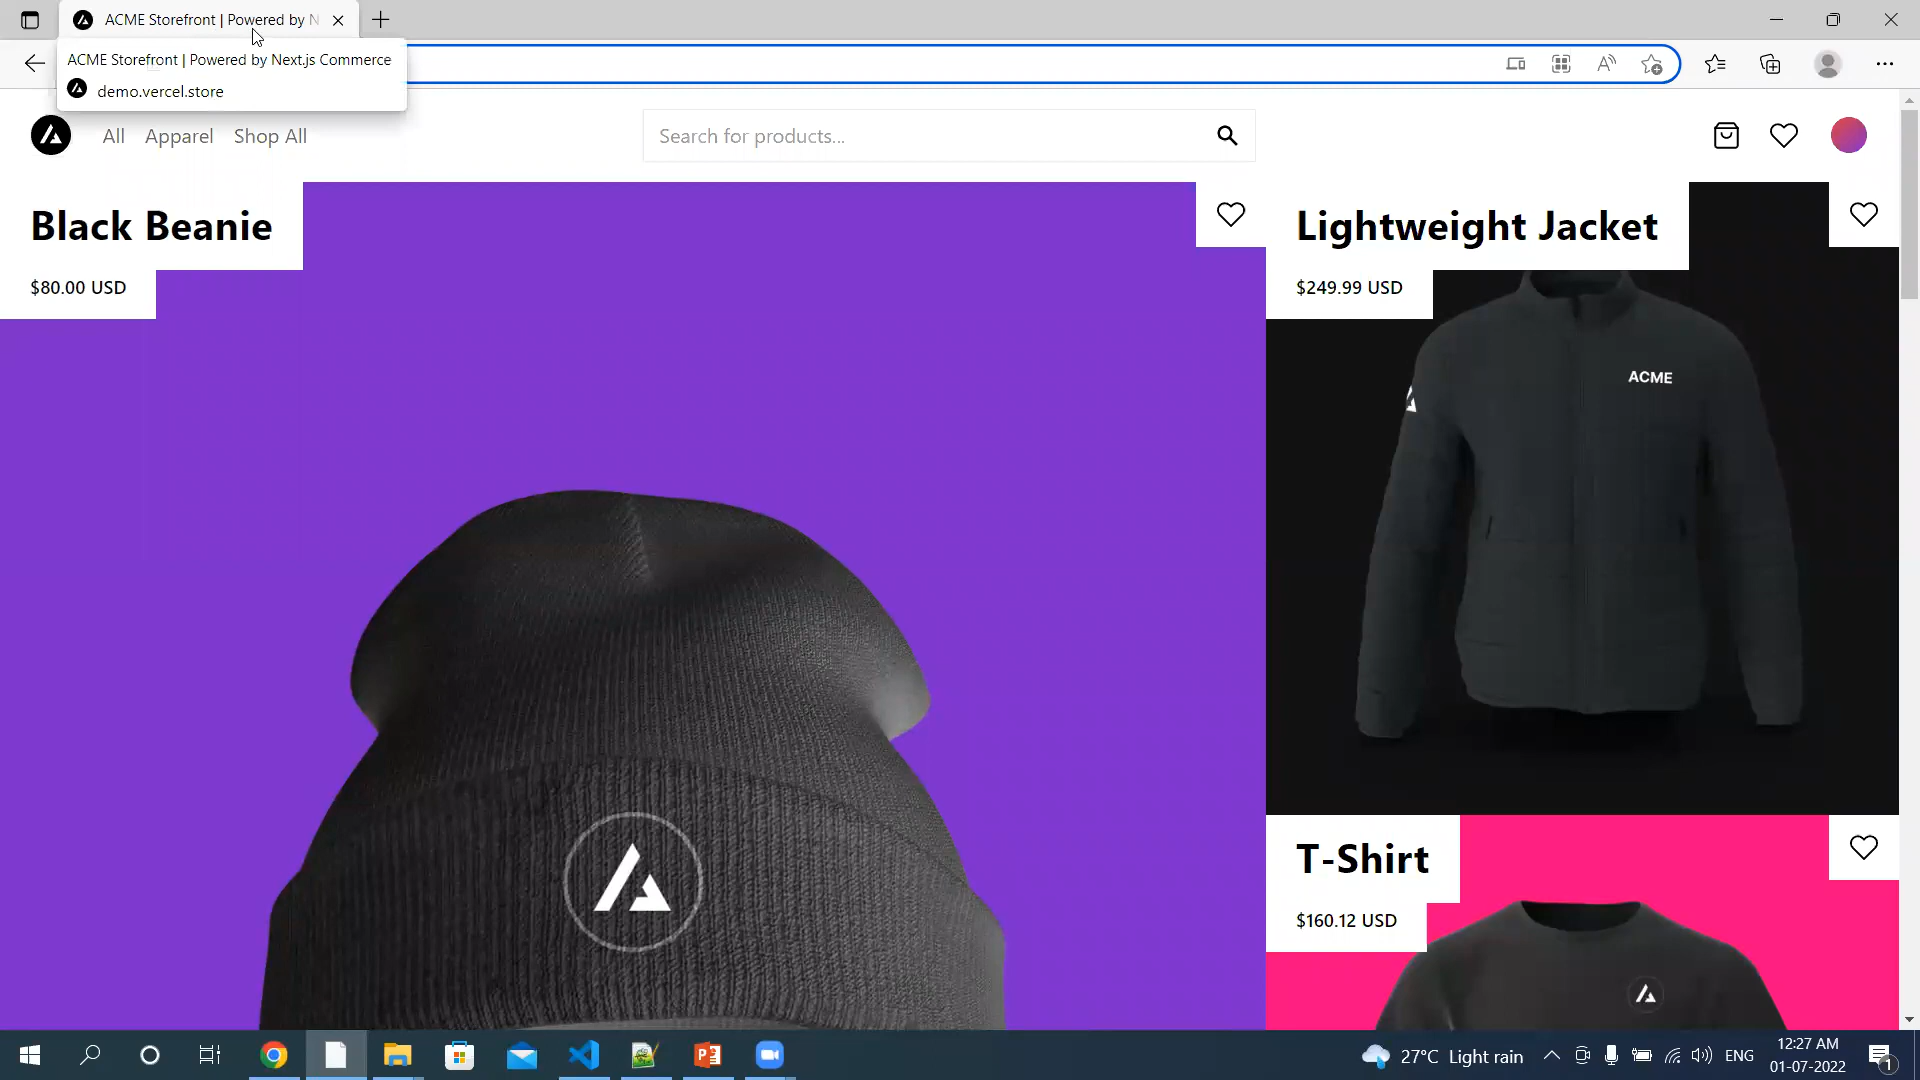 ACME Storefront | Powered by N
ACME Storefront | Powered by Next.js Commerce
demo.vercel.store
All Apparel Shop All
Search for products...
Black Beanie
$80.00 USD
Lightweight Jacket
$249.99 USD
ACME
T-Shirt
$160.12 USD
27°C Light rain
ENG
12:27 AM
01-07-2022
1